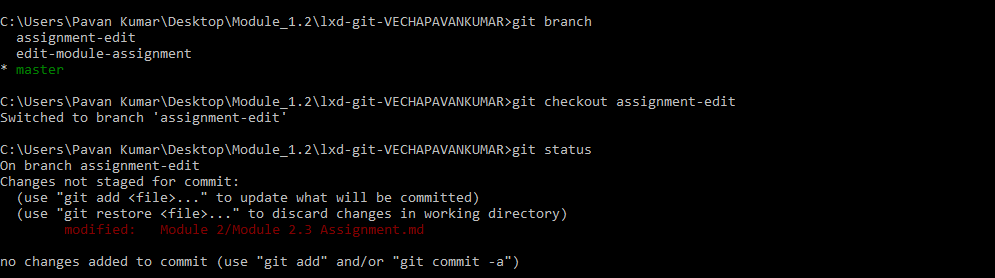 C:\Users\Pavan Kumar\Desktop\Module_1.2\lxd-git-VECHAPAVANKUMAR>git branch
  assignment-edit
  edit-module-assignment
* master
C:\Users\Pavan Kumar\Desktop\Module_1.2\lxd-git-VECHAPAVANKUMAR>git checkout assignment-edit
Switched to branch 'assignment-edit'
C:\Users\Pavan Kumar\Desktop\Module_1.2\lxd-git-VECHAPAVANKUMAR>git status
On branch assignment-edit
Changes not staged for commit:
  (use "git add <file>..." to update what will be committed)
  (use "git restore <file>..." to discard changes in working directory)
        modified:   Module 2/Module 2.3 Assignment.md
no changes added to commit (use "git add" and/or "git commit -a")